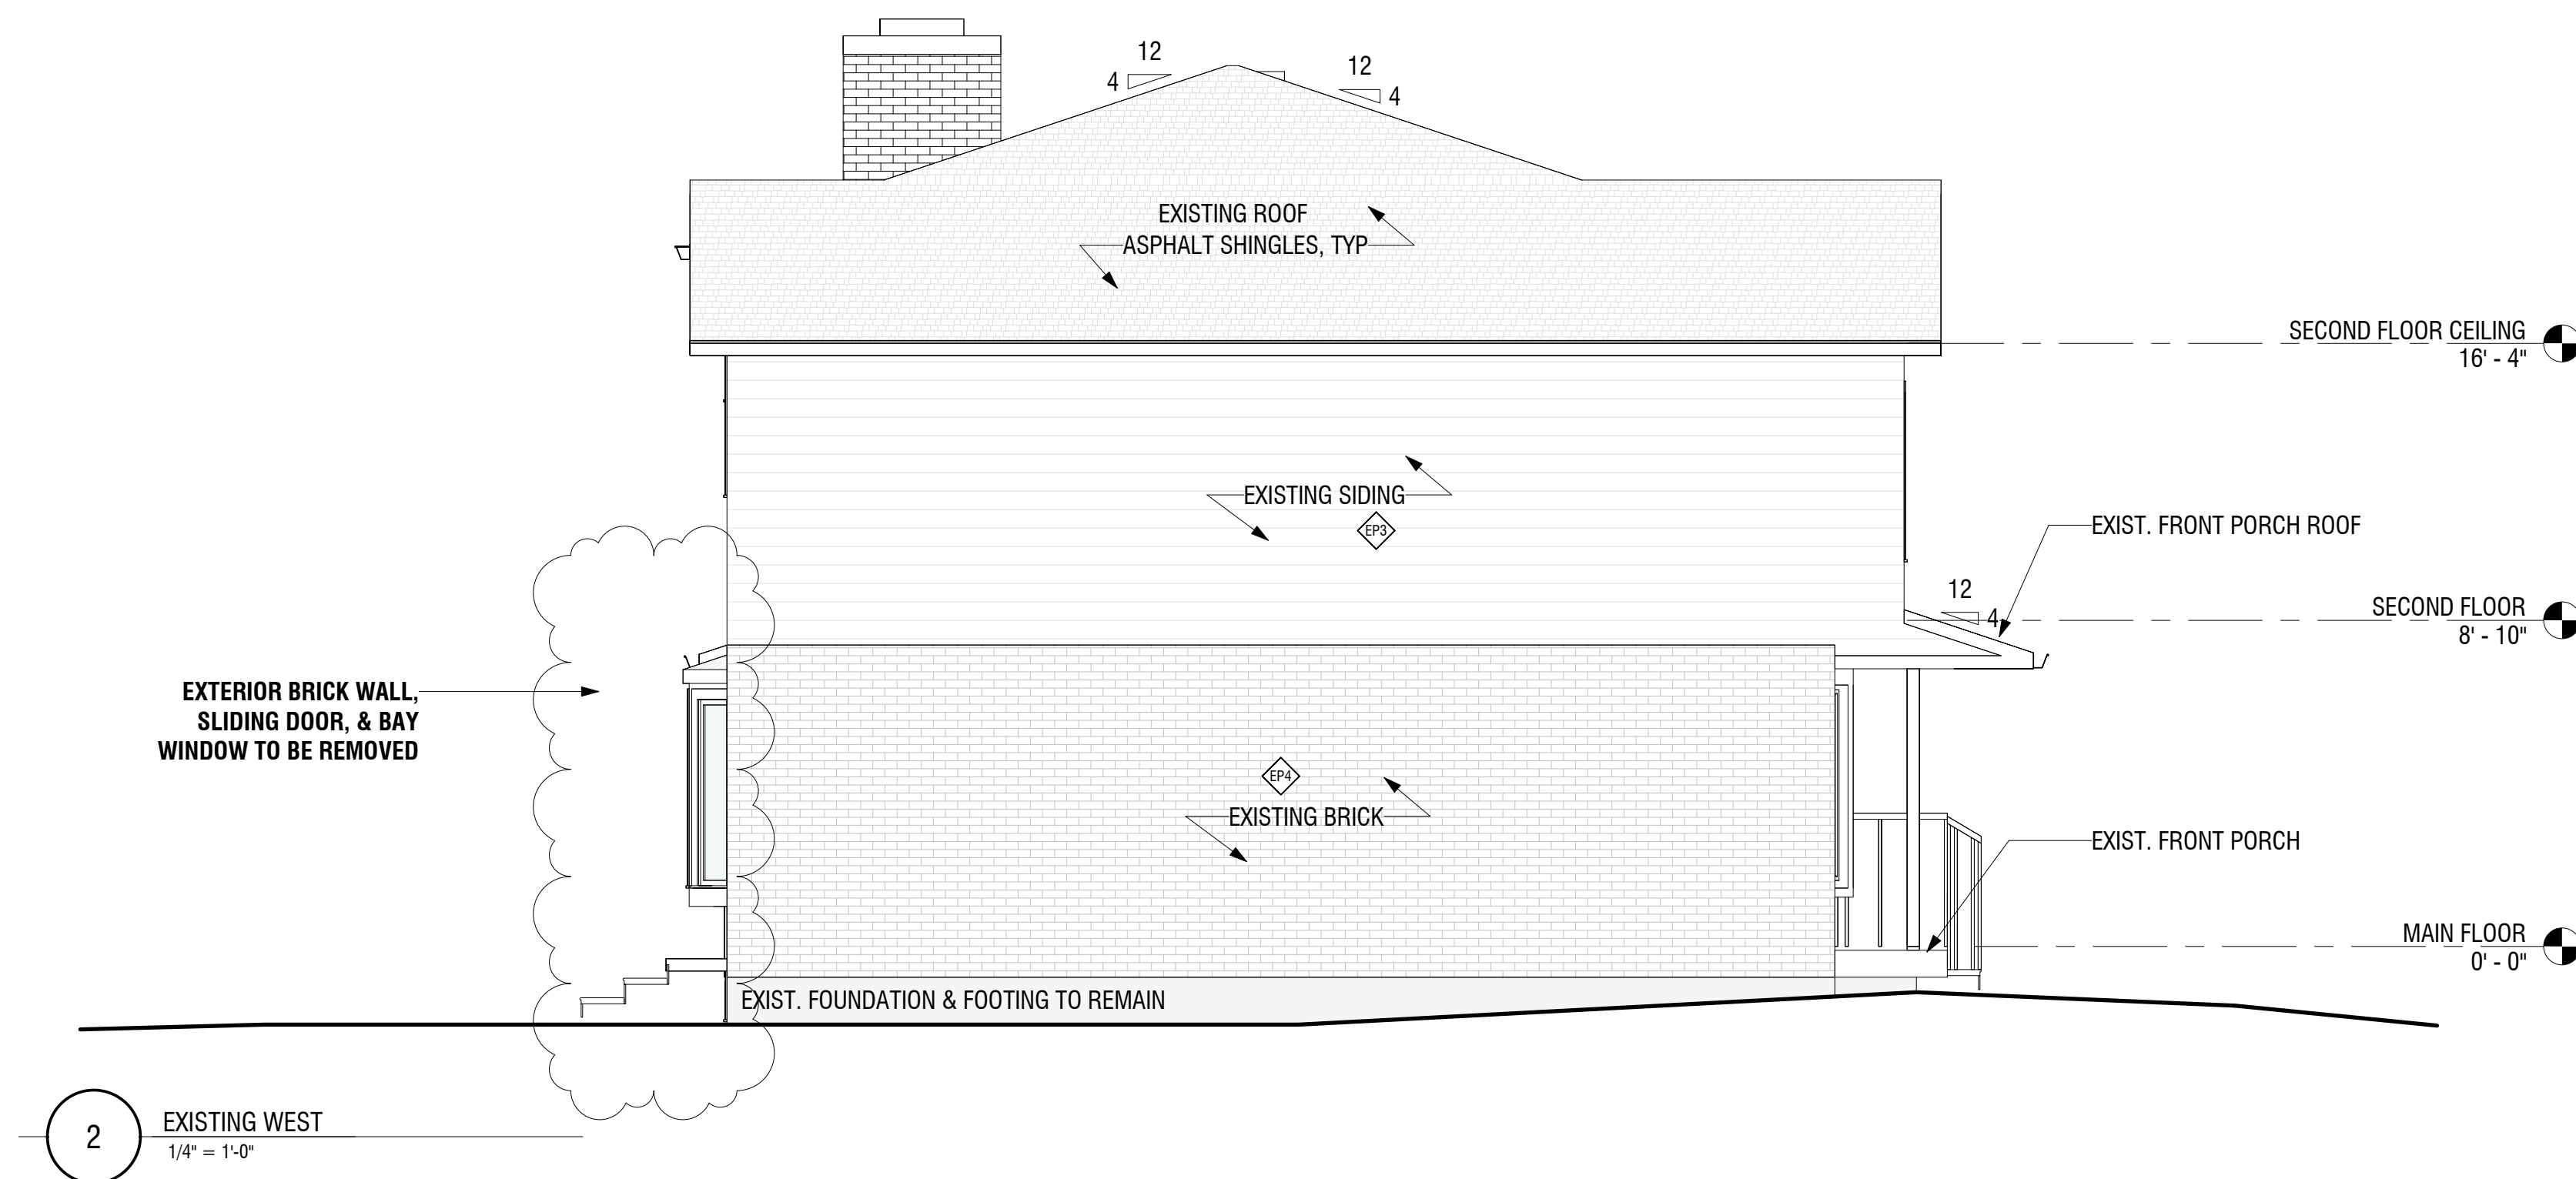 12
4
12
4
EXISTING ROOF
ASPHALT SHINGLES, TYP
SECOND FLOOR CEILING
16' - 4"
EXISTING SIDING
EP3
EXIST. FRONT PORCH ROOF
12
4
SECOND FLOOR
8' - 10"
EXTERIOR BRICK WALL,
SLIDING DOOR, & BAY
WINDOW TO BE REMOVED
EP4
EXISTING BRICK
EXIST. FRONT PORCH
MAIN FLOOR
0' - 0"
EXIST. FOUNDATION & FOOTING TO REMAIN
2
EXISTING WEST
1/4" = 1'-0"